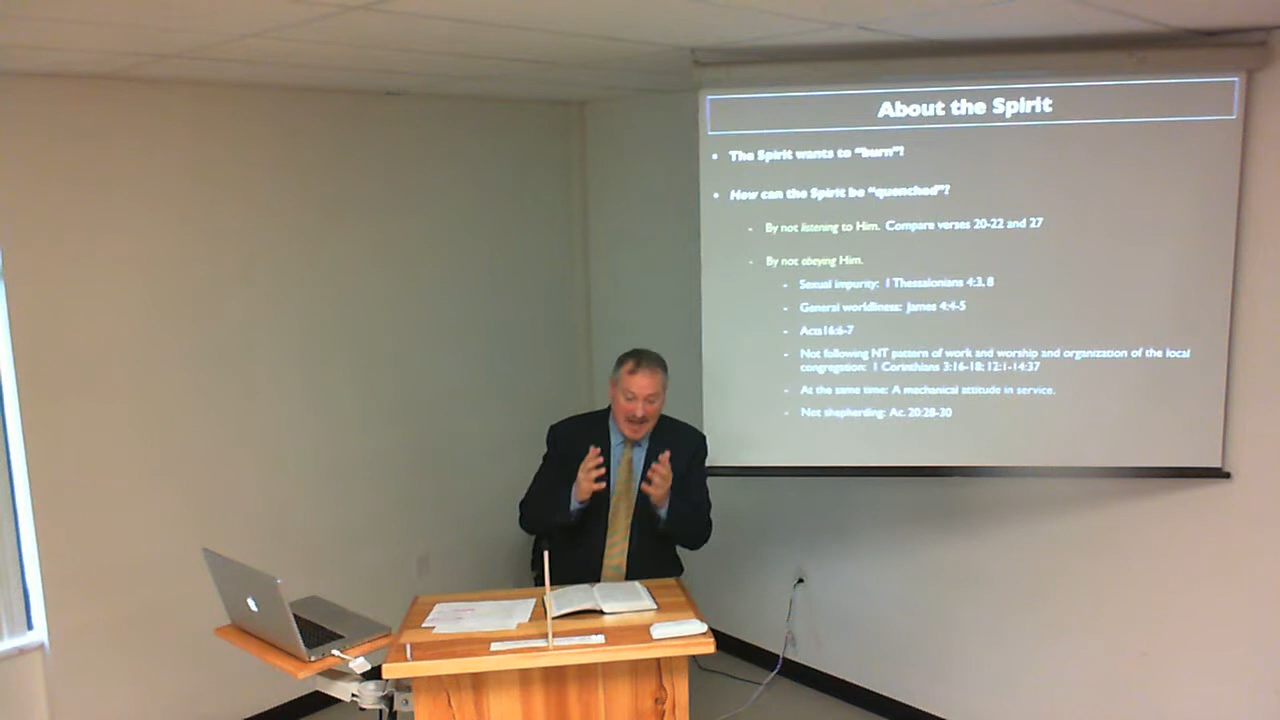 About the Spirit
• The Spirit wants to “burn”!
• How can the Spirit be “quenched”?
- By not listening to Him. Compare verses 20-22 and 27
- By not obeying Him.
- Sexual impurity: 1 Thessalonians 4:3, 8
- General worldliness: James 4:4-5
- Acts16:6-7
- Not following NT pattern of work and worship and organization of the local
congregation: 1 Corinthians 3:16-18; 12:1-14:37
- At the same time: A mechanical attitude in service.
- Not shepherding: Ac. 20:28-30